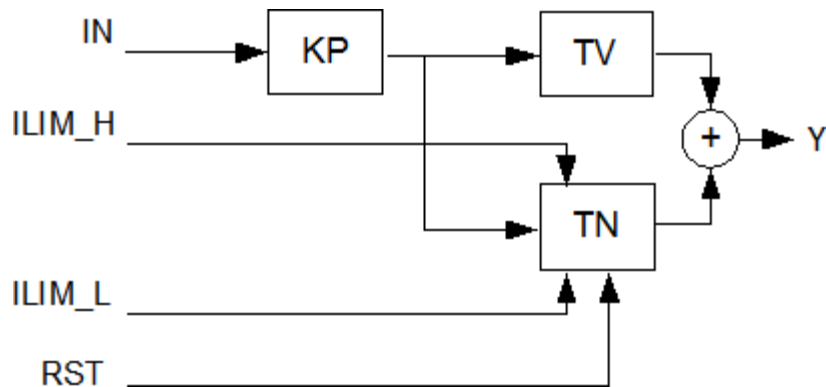 IN
KP
TV
ILIM_H
+
Y
TN
ILIM_L
RST